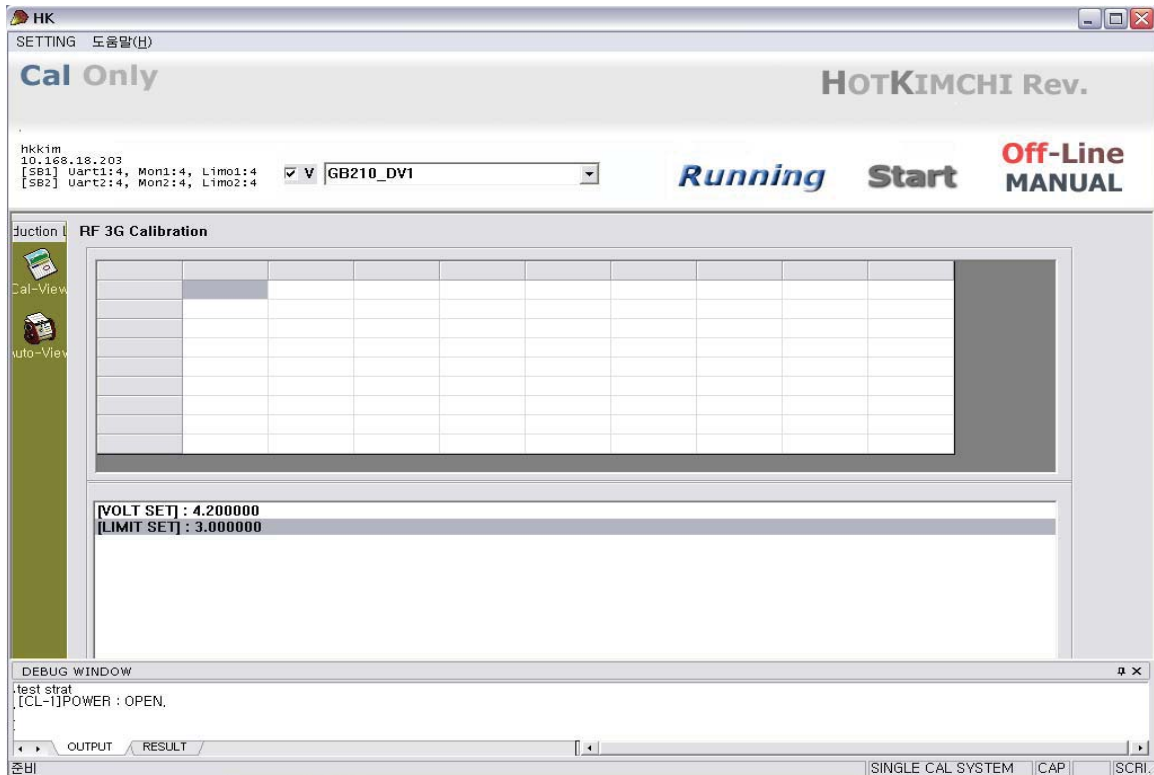 HK
SETTING 도움말(H)
Cal Only
HOTKIMCHI Rev.
hkkim
10.168.18.203
[SB1] Uart1:4, Mon1:4, Limo1:4
[SB2] Uart2:4, Mon2:4, Limo2:4
V GB210_DV1
Running Start
Off-Line
MANUAL
duction
RF 3G Calibration
Cal-View
Auto-View
[VOLT SET] : 4.200000
[LIMIT SET] : 3.000000
DEBUG WINDOW
test strat
[CL-1]POWER : OPEN,
OUTPUT RESULT
준비 SINGLE CAL SYSTEM CAP SCRL